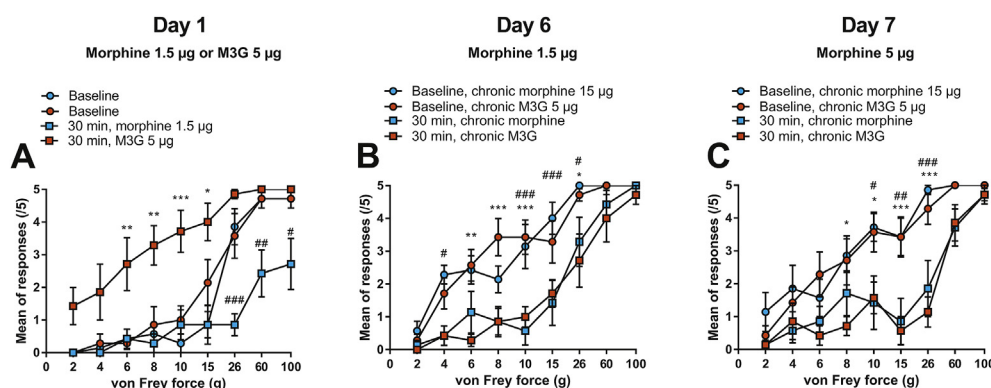 Day 1
Morphine 1.5 µg or M3G 5 µg
Baseline
Baseline
30 min, morphine 1.5 µg
30 min, M3G 5 µg
A
Mean of responses (/5)
5
4
3
2
1
0
** ** *** * ### ## #
0 2 4 6 8 10 15 26 60 100
von Frey force (g)
Day 6
Morphine 1.5 µg
Baseline, chronic morphine 15 µg
Baseline, chronic M3G 5 µg
30 min, chronic morphine
30 min, chronic M3G
B
Mean of responses (/5)
5
4
3
2
1
0
# ** *** ### *** ### # *
0 2 4 6 8 10 15 26 60 100
von Frey force (g)
Day 7
Morphine 5 µg
Baseline, chronic morphine 15 µg
Baseline, chronic M3G 5 µg
30 min, chronic morphine
30 min, chronic M3G
C
Mean of responses (/5)
5
4
3
2
1
0
* # * ## *** ### ***
0 2 4 6 8 10 15 26 60 100
von Frey force (g)